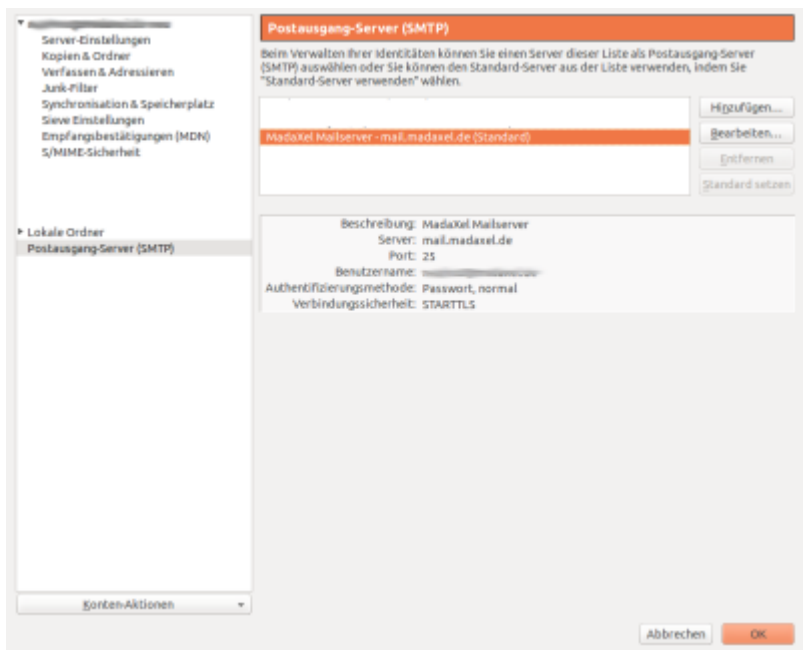 Server-Einstellungen
Kopien & Ordner
Verfassen & Adressieren
Junk-Filter
Synchronisation & Speicherplatz
Sieve Einstellungen
Empfangsbestätigungen (MDN)
S/MIME-Sicherheit
Lokale Ordner
Postausgang-Server (SMTP)
Konten-Aktionen
Postausgang-Server (SMTP)
Beim Verwalten Ihrer Identitäten können Sie einen Server dieser Liste als Postausgang-Server
(SMTP) auswählen oder Sie können den Standard-Server aus der Liste verwenden, indem Sie
"Standard-Server verwenden" wählen.
MadaXel Mailserver - mail.madaxel.de (Standard)
Hinzufügen...
Bearbeiten...
Entfernen
Standard setzen
Beschreibung: MadaXel Mailserver
Server: mail.madaxel.de
Port: 25
Benutzername:
Authentifizierungsmethode: Passwort, normal
Verbindungssicherheit: STARTTLS
Abbrechen
OK